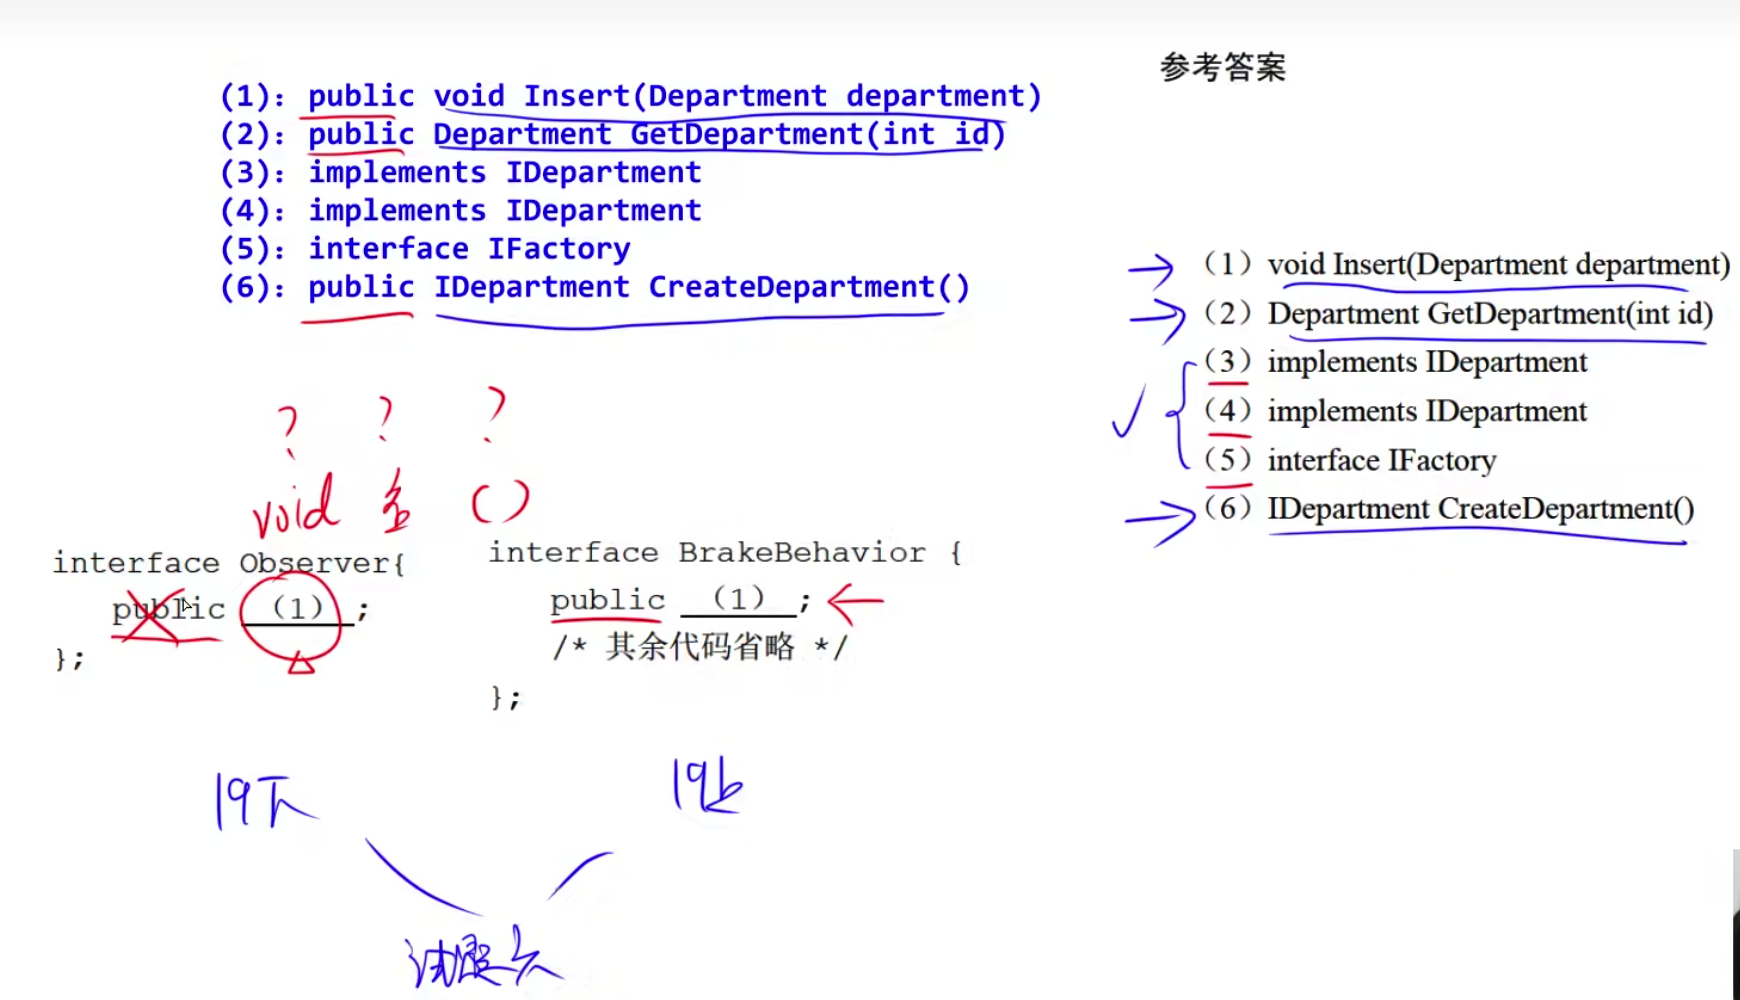 参考答案
(1): public void Insert(Department department)
(2): public Department GetDepartment(int id)
(3): implements IDepartment
(4): implements IDepartment
(5): interface IFactory
(6): public IDepartment CreateDepartment()
（1）void Insert(Department department)
（2）Department GetDepartment(int id)
（3）implements IDepartment
（4）implements IDepartment
（5）interface IFactory
（6）IDepartment CreateDepartment()
? ? ?
void 名 ()
interface Observer{
public （1） ;
};
interface BrakeBehavior {
public （1） ;
/* 其余代码省略 */
};
19下
19上